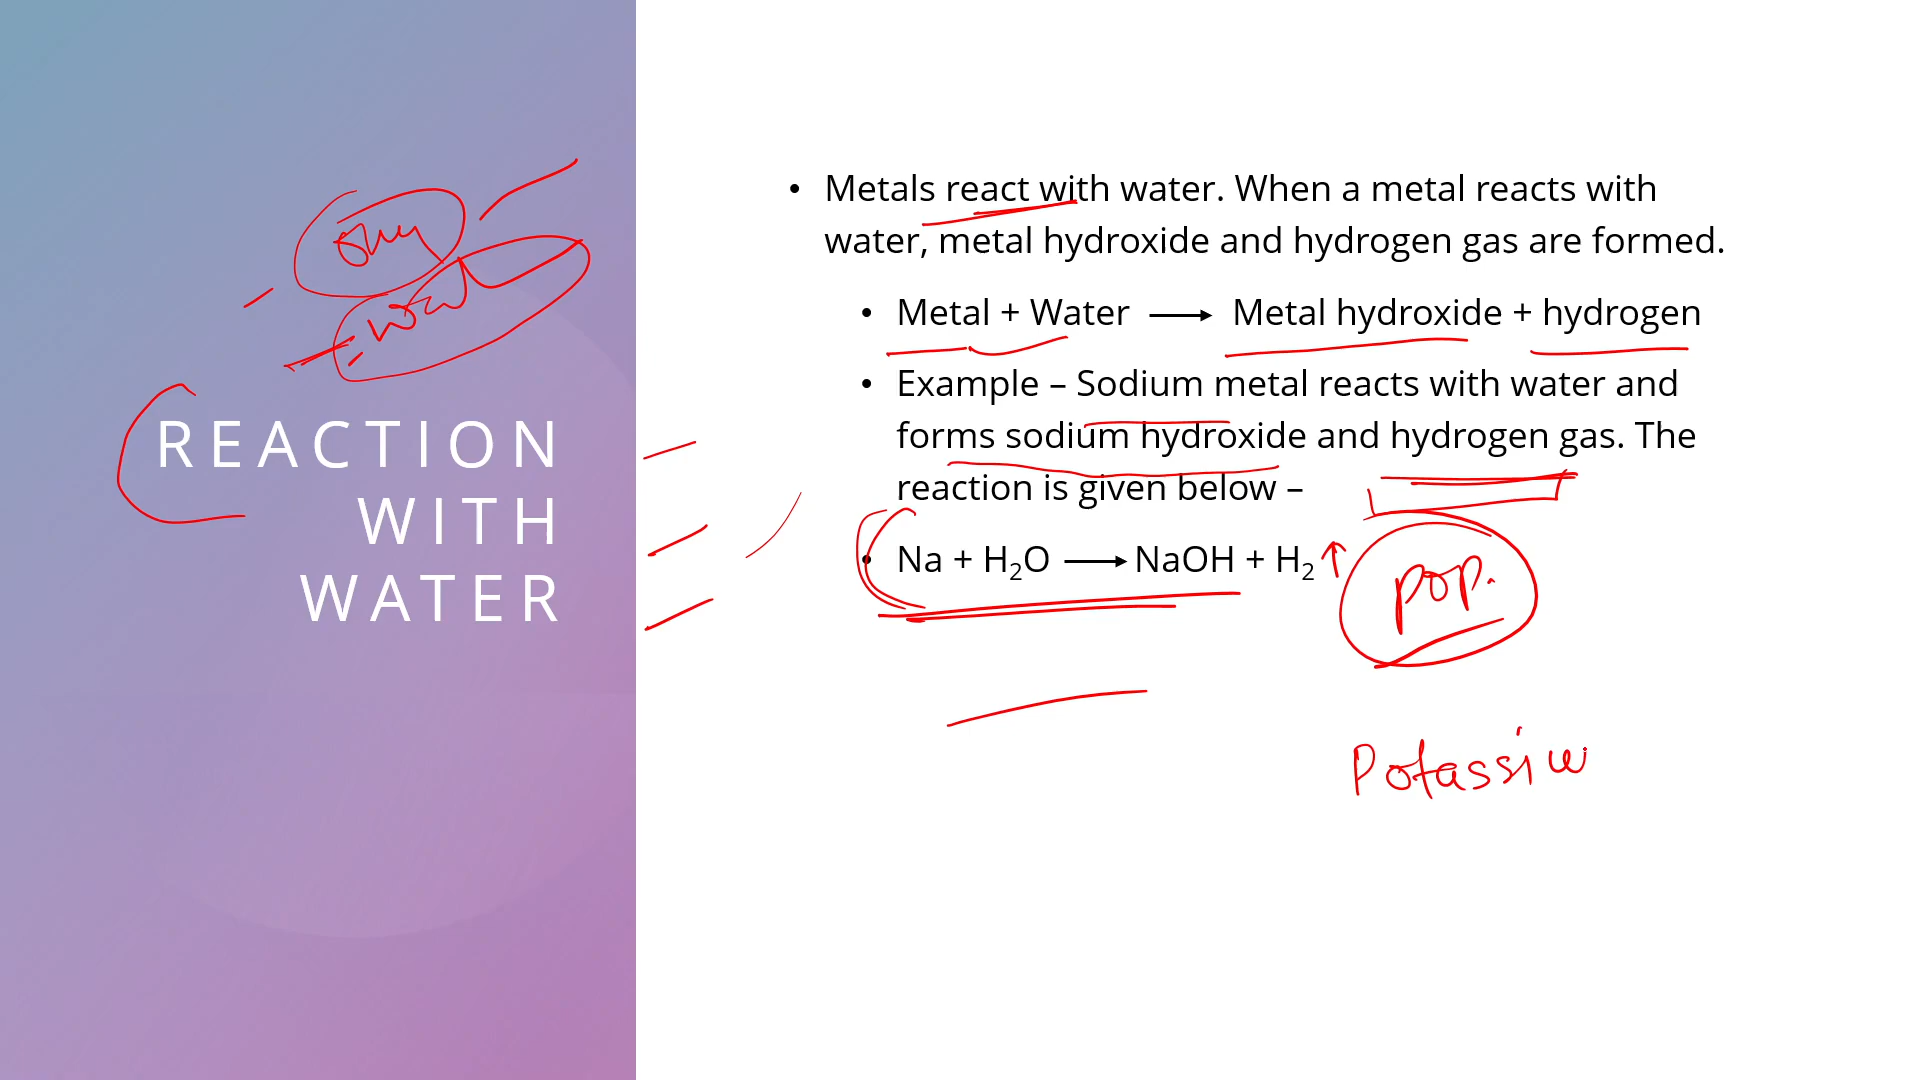 REACTION
WITH
WATER
• Metals react with water. When a metal reacts with
water, metal hydroxide and hydrogen gas are formed.
• Metal + Water ⟶ Metal hydroxide + hydrogen
• Example – Sodium metal reacts with water and
forms sodium hydroxide and hydrogen gas. The
reaction is given below –
• Na + H₂O ⟶ NaOH + H₂ ↑
pop.
Potassiu